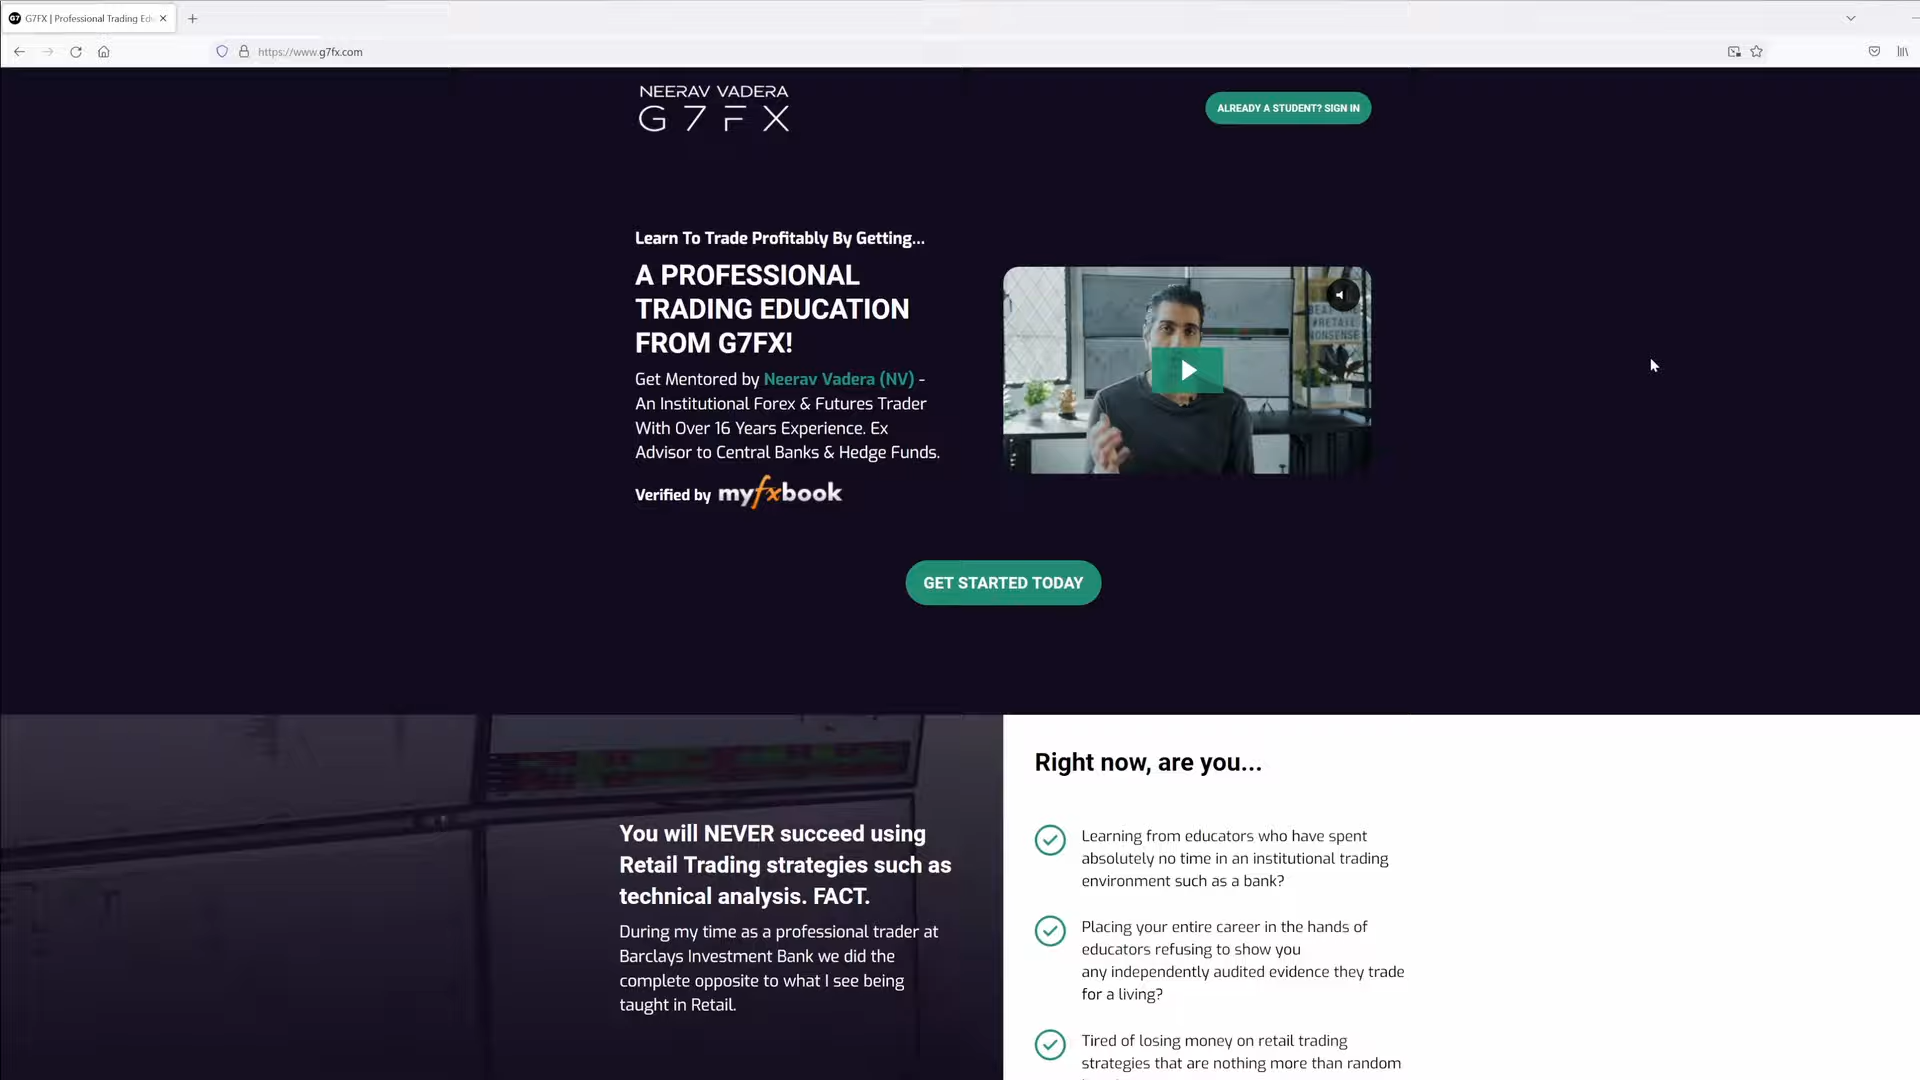 G7FX | Professional Trading Ed
https://www.g7fx.com
NEERAV VADERA
G7FX
ALREADY A STUDENT? SIGN IN
Learn To Trade Profitably By Getting...
A PROFESSIONAL
TRADING EDUCATION
FROM G7FX!
Get Mentored by Neerav Vadera (NV) -
An Institutional Forex & Futures Trader
With Over 16 Years Experience. Ex
Advisor to Central Banks & Hedge Funds.
Verified by myfxbook
#RETAIL
NONSENSE
GET STARTED TODAY
You will NEVER succeed using
Retail Trading strategies such as
technical analysis. FACT.
During my time as a professional trader at
Barclays Investment Bank we did the
complete opposite to what I see being
taught in Retail.
Right now, are you...
Learning from educators who have spent
absolutely no time in an institutional trading
environment such as a bank?
Placing your entire career in the hands of
educators refusing to show you
any independently audited evidence they trade
for a living?
Tired of losing money on retail trading
strategies that are nothing more than random